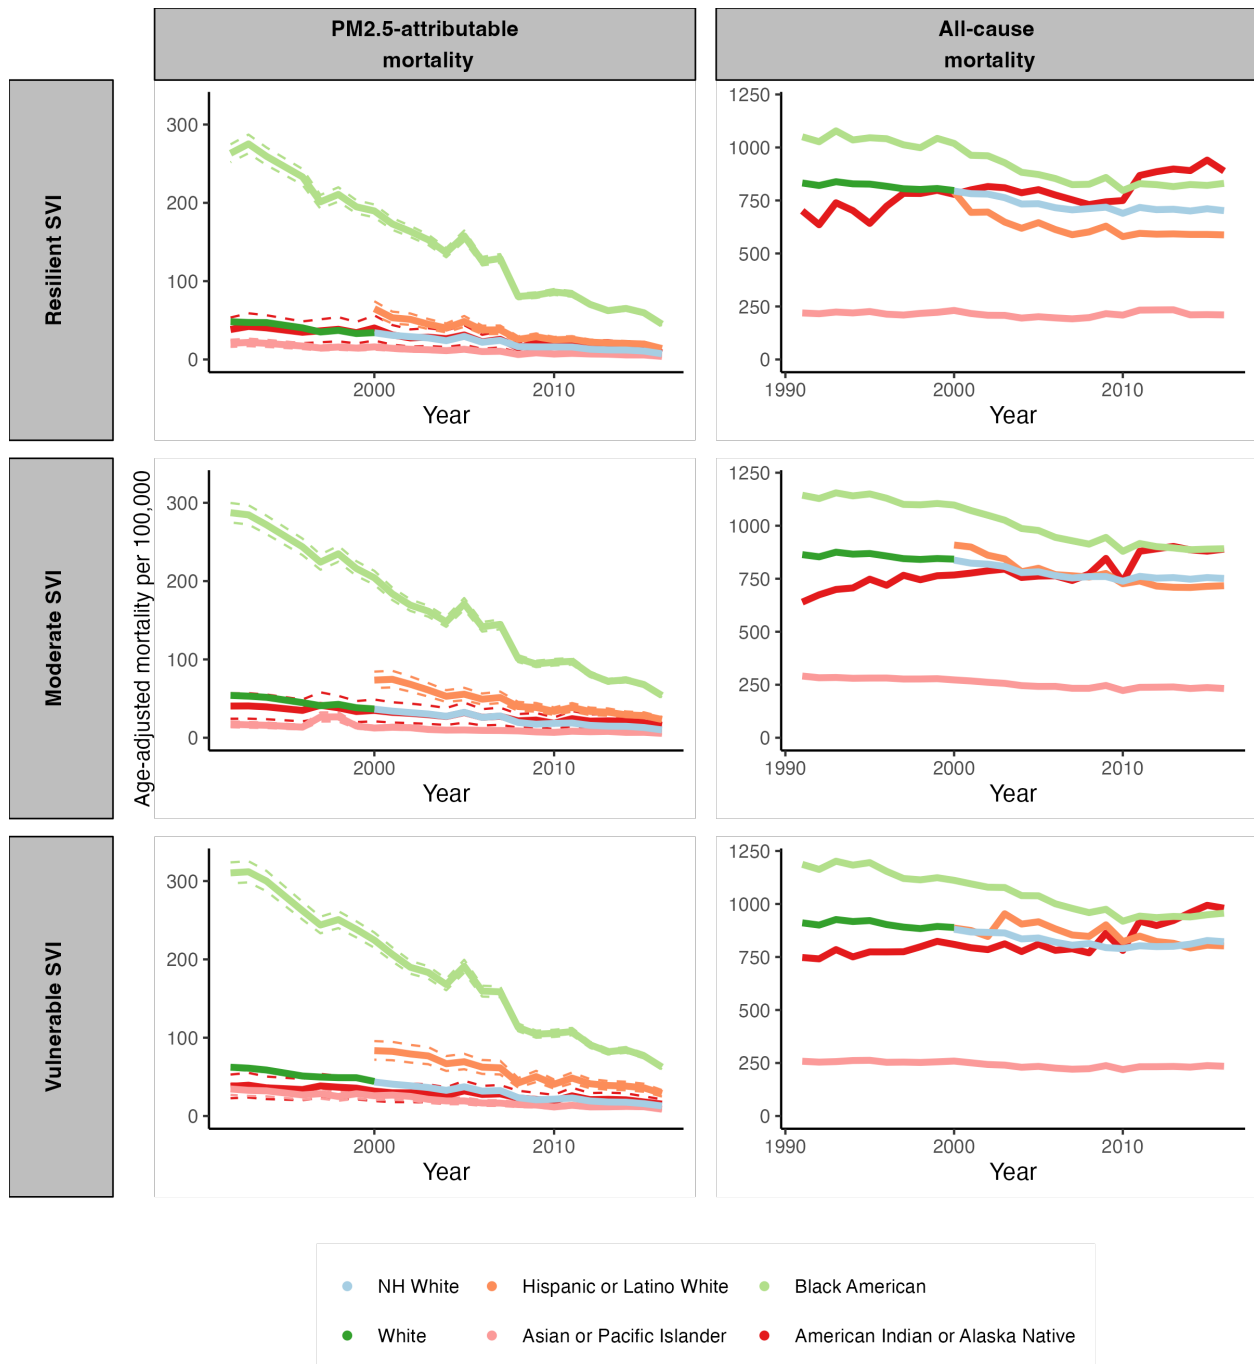 PM2.5-attributable
mortality
All-cause
mortality
Resilient SVI
300
200
100
0
2000
2010
Year
1250
1000
750
500
250
0
1990
2000
2010
Year
Moderate SVI
Age-adjusted mortality per 100,000
300
200
100
0
2000
2010
Year
1250
1000
750
500
250
0
1990
2000
2010
Year
Vulnerable SVI
300
200
100
0
2000
2010
Year
1250
1000
750
500
250
0
1990
2000
2010
Year
NH White
Hispanic or Latino White
Black American
White
Asian or Pacific Islander
American Indian or Alaska Native